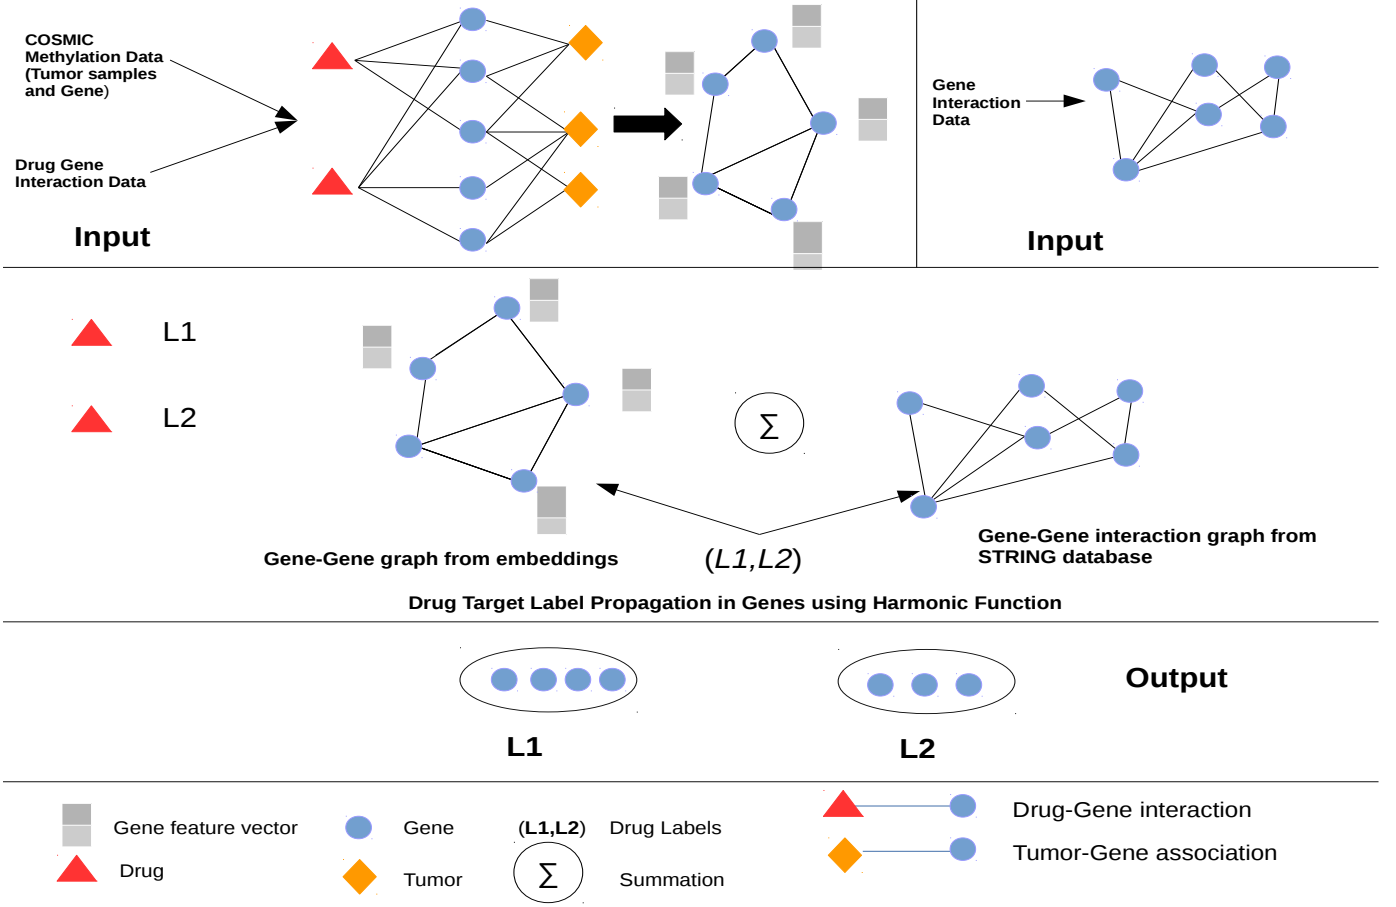 COSMIC
Methylation Data
(Tumor samples
and Gene)
Drug Gene
Interaction Data
Input
Gene
Interaction
Data
Input
L1
L2
∑
Gene-Gene graph from embeddings
(L1,L2)
Gene-Gene interaction graph from
STRING database
Drug Target Label Propagation in Genes using Harmonic Function
Output
L1
L2
Gene feature vector
Gene
(L1,L2)
Drug Labels
Drug-Gene interaction
Drug
Tumor
∑
Summation
Tumor-Gene association